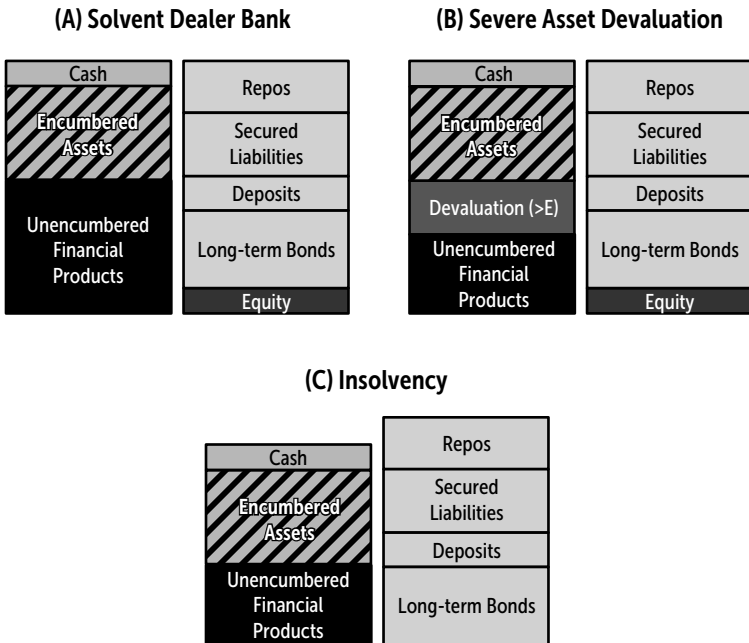 (A) Solvent Dealer Bank
Cash
Encumbered
Assets
Unencumbered
Financial
Products
Repos
Secured
Liabilities
Deposits
Long-term Bonds
Equity
(B) Severe Asset Devaluation
Cash
Encumbered
Assets
Devaluation (>E)
Unencumbered
Financial
Products
Repos
Secured
Liabilities
Deposits
Long-term Bonds
Equity
(C) Insolvency
Cash
Encumbered
Assets
Unencumbered
Financial
Products
Repos
Secured
Liabilities
Deposits
Long-term Bonds